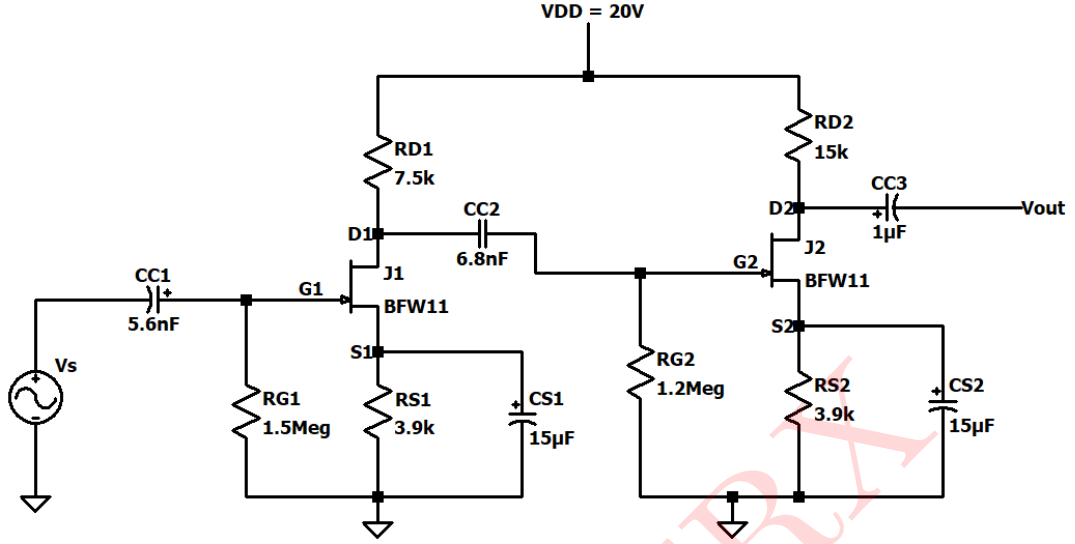 VDD = 20V
RD1
7.5k
RD2
15k
CC3
D2
+
1µF
Vout
CC2
D1
6.8nF
G2
J2
BFW11
CC1
+
5.6nF
G1
J1
BFW11
S2
S1
Vs
+
-
RG1
1.5Meg
RS1
3.9k
+
CS1
15µF
RG2
1.2Meg
RS2
3.9k
+
CS2
15µF
RX